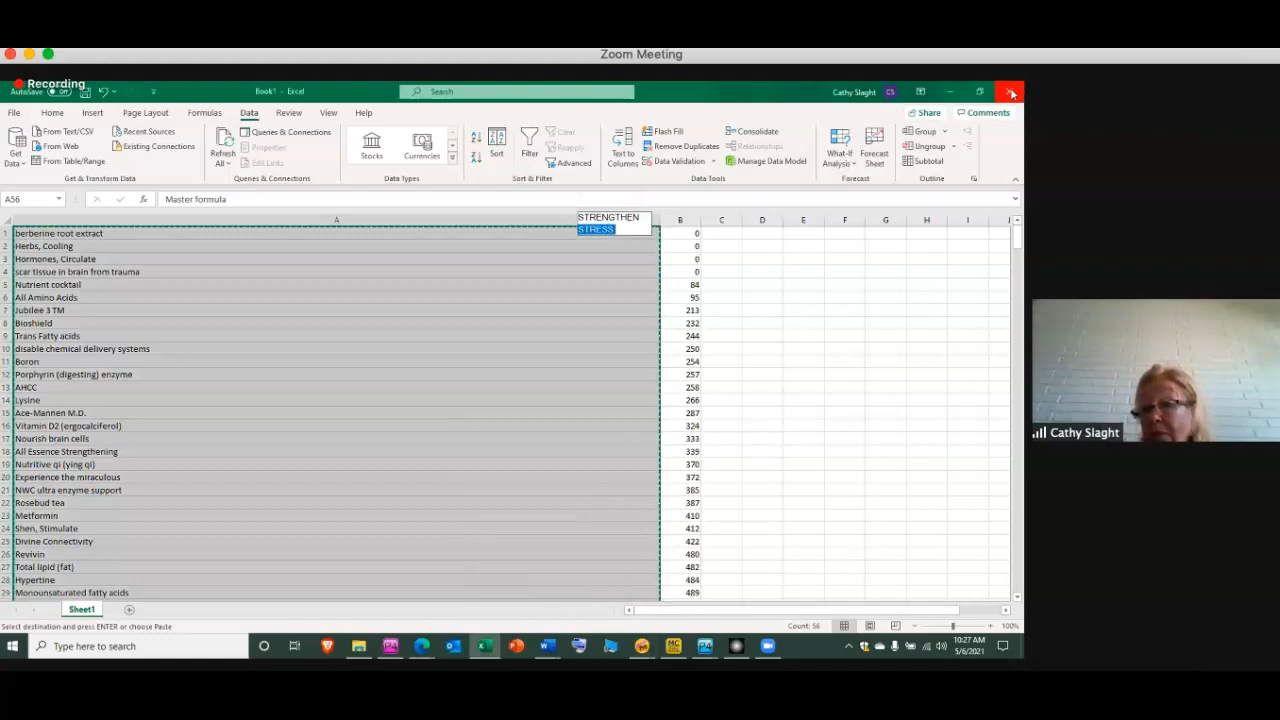 Zoom Meeting
Recording
AutoSave Off
Book1 - Excel
Search
Cathy Slaght CS
File Home Insert Formulas Data Review View Help
Share Comments
Get Data
From Text/CSV
From Web
From Table/Range
Recent Sources
Existing Connections
Get & Transform Data
Refresh All
Queries & Connections
Properties
Edit Links
Queries & Connections
Stocks
Currencies
Data Types
Sort
Filter
Clear
Reapply
Advanced
Sort & Filter
Text to Columns
Flash Fill
Remove Duplicates
Data Validation
Consolidate
Relationships
Manage Data Model
Data Tools
What-If Analysis
Forecast Sheet
Forecast
Group
Ungroup
Subtotal
Outline
A56 fx Master formula
STRENGTHEN
STRESS
A B C D E F G H I J
1 berberine root extract 0
2 Herbs, Cooling 0
3 Hormones, Circulate 0
4 scar tissue in brain from trauma 0
5 Nutrient cocktail 84
6 All Amino Acids 95
7 Jubilee 3 TM 213
8 Bioshield 232
9 Trans Fatty acids 244
10 disable chemical delivery systems 250
11 Boron 254
12 Porphyrin (digesting) enzyme 257
13 AHCC 258
14 Lysine 266
15 Ace-Mannen M.D. 287
16 Vitamin D2 (ergocalciferol) 324
17 Nourish brain cells 333
18 All Essence Strengthening 339
19 Nutritive qi (ying qi) 370
20 Experience the miraculous 372
21 NWC ultra enzyme support 385
22 Rosebud tea 387
23 Metformin 410
24 Shen, Stimulate 412
25 Divine Connectivity 422
26 Revivin 480
27 Total lipid (fat) 482
28 Hypertine 484
29 Monounsaturated fatty acids 489
Sheet1
Select destination and press ENTER or choose Paste
Count: 56
100%
Type here to search
10:27 AM
5/6/2021
Cathy Slaght